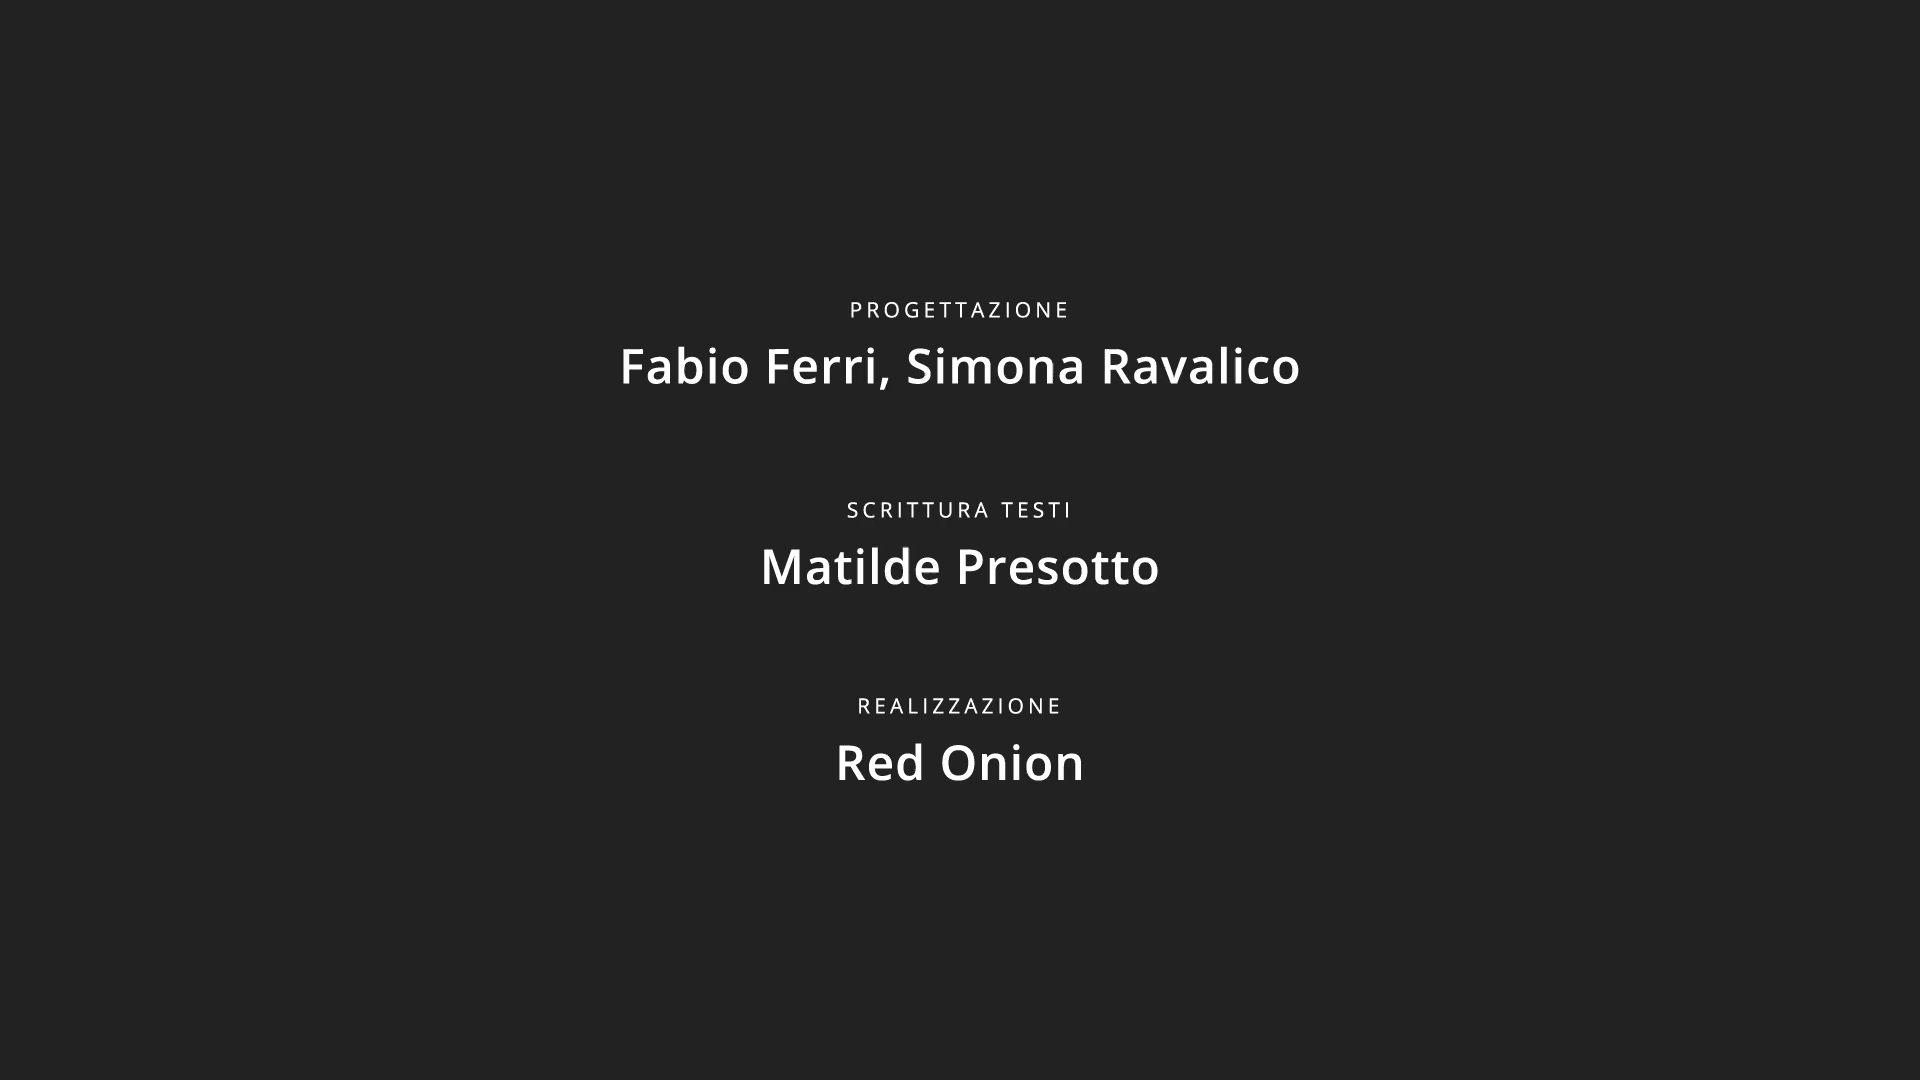 PROGETTAZIONE
Fabio Ferri, Simona Ravalico
SCRITTURA TESTI
Matilde Presotto
REALIZZAZIONE
Red Onion